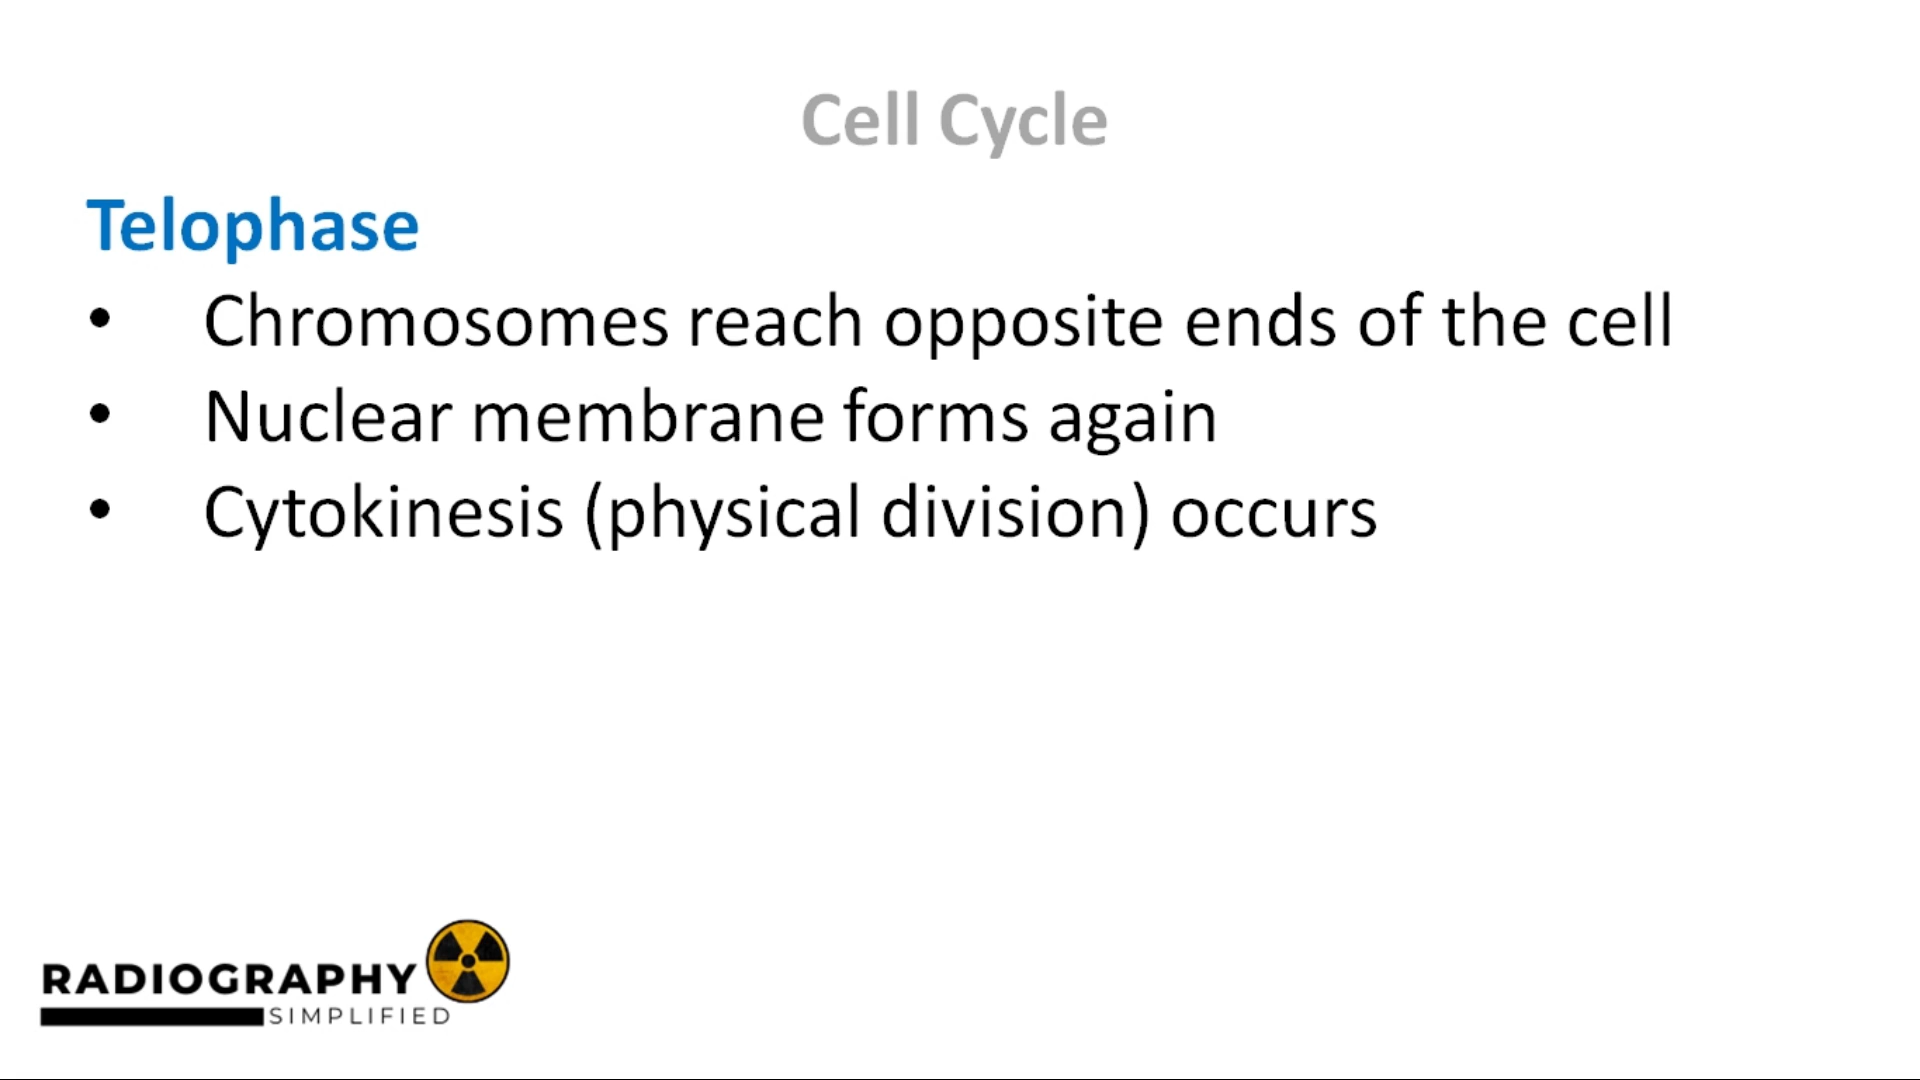 Cell Cycle
Telophase
• Chromosomes reach opposite ends of the cell
• Nuclear membrane forms again
• Cytokinesis (physical division) occurs
RADIOGRAPHY
SIMPLIFIED